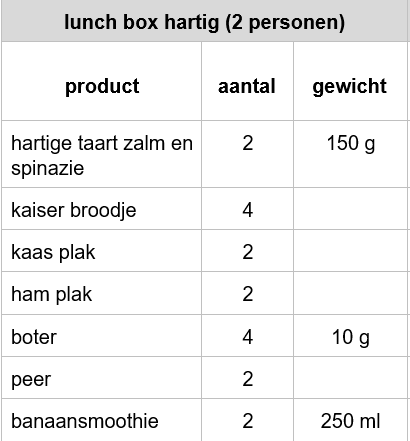 lunch box hartig (2 personen)
product aantal gewicht
hartige taart zalm en 2 150 g
spinazie
kaiser broodje 4
kaas plak 2
ham plak 2
boter 4 10 g
peer 2
banaansmoothie 2 250 ml